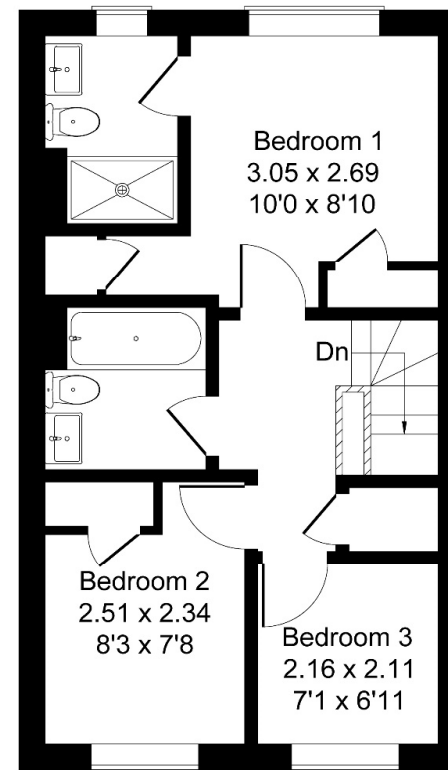 Bedroom 1
3.05 x 2.69
10'0 x 8'10
Dn
Bedroom 2
2.51 x 2.34
8'3 x 7'8
Bedroom 3
2.16 x 2.11
7'1 x 6'11